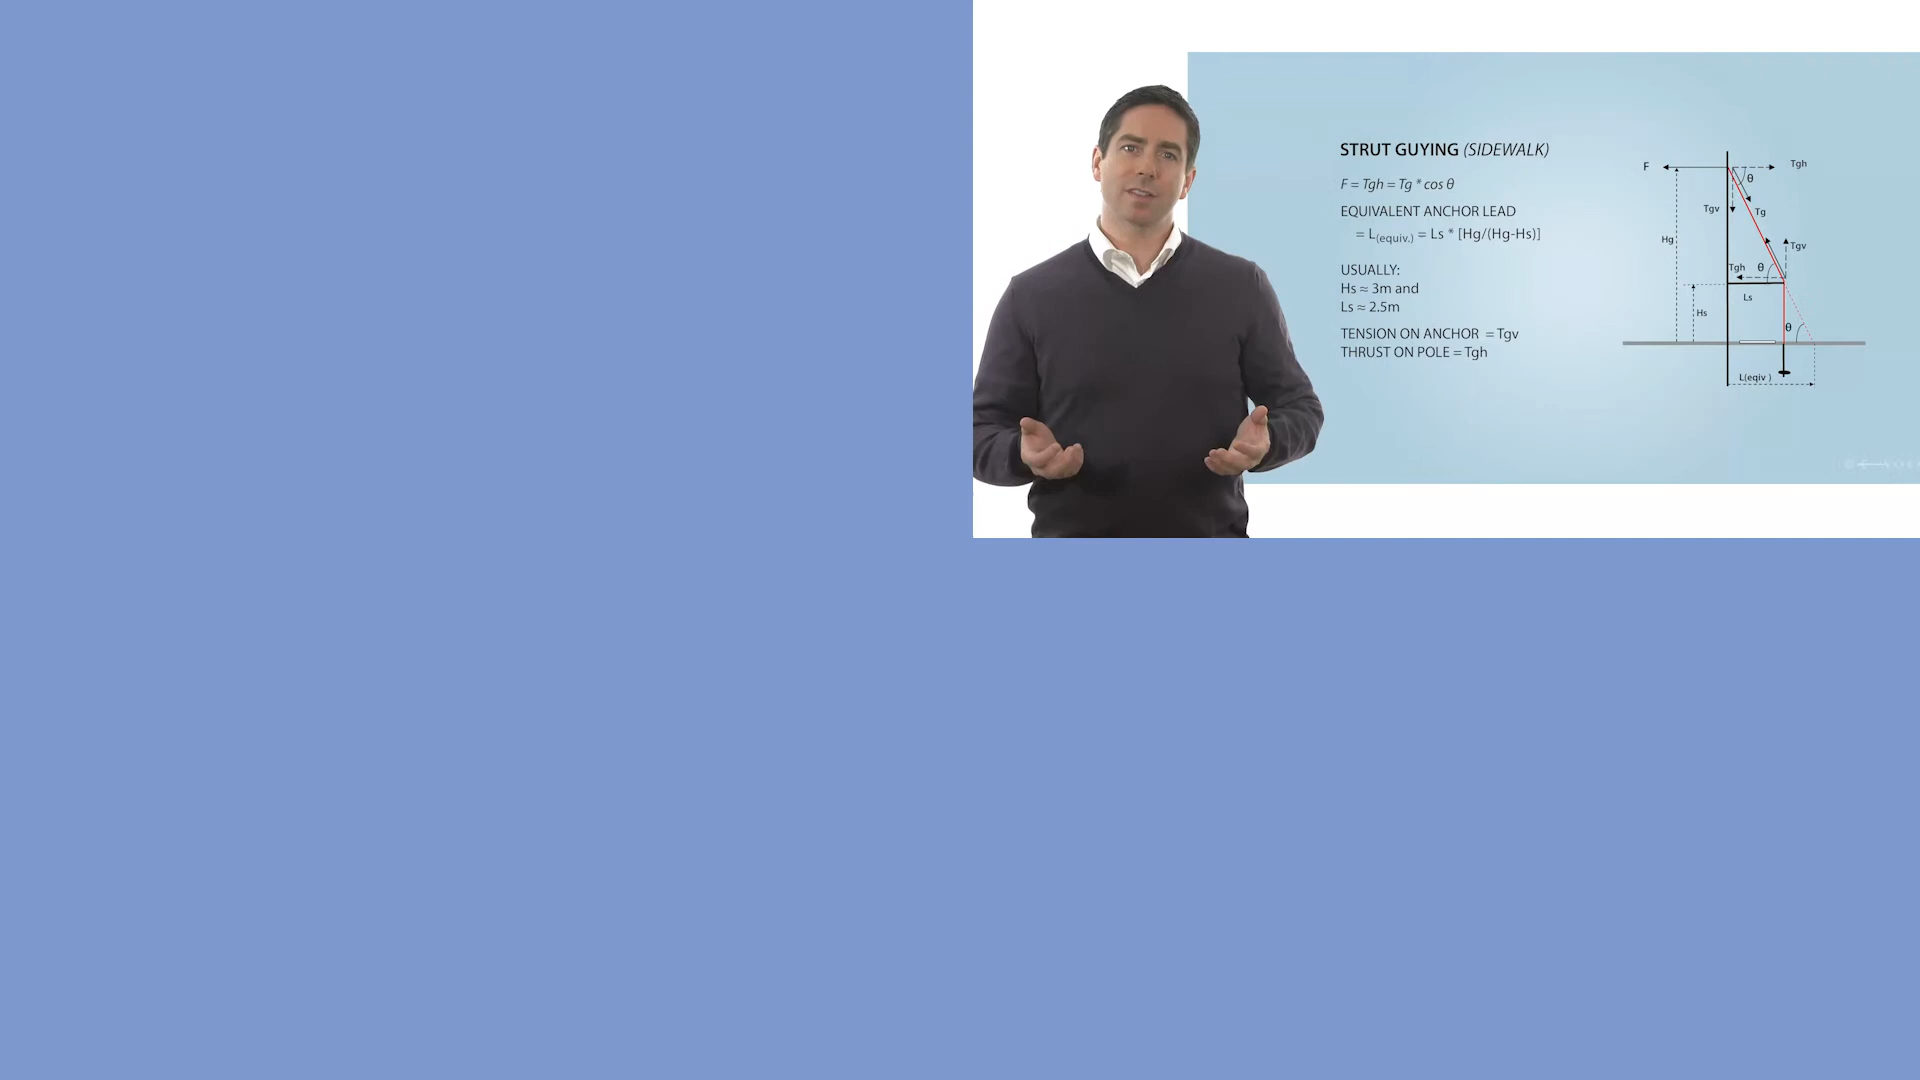 STRUT GUYING (SIDEWALK)
F = Tgh = Tg * cos θ
EQUIVALENT ANCHOR LEAD
= L(equiv.) = Ls * [Hg/(Hg-Hs)]
USUALLY:
Hs ≈ 3m and
Ls ≈ 2.5m
TENSION ON ANCHOR = Tgv
THRUST ON POLE = Tgh
F
Tgh
θ
Tgv
Tg
Hg
Tgv
Tgh
θ
Ls
Hs
θ
L(eqiv )